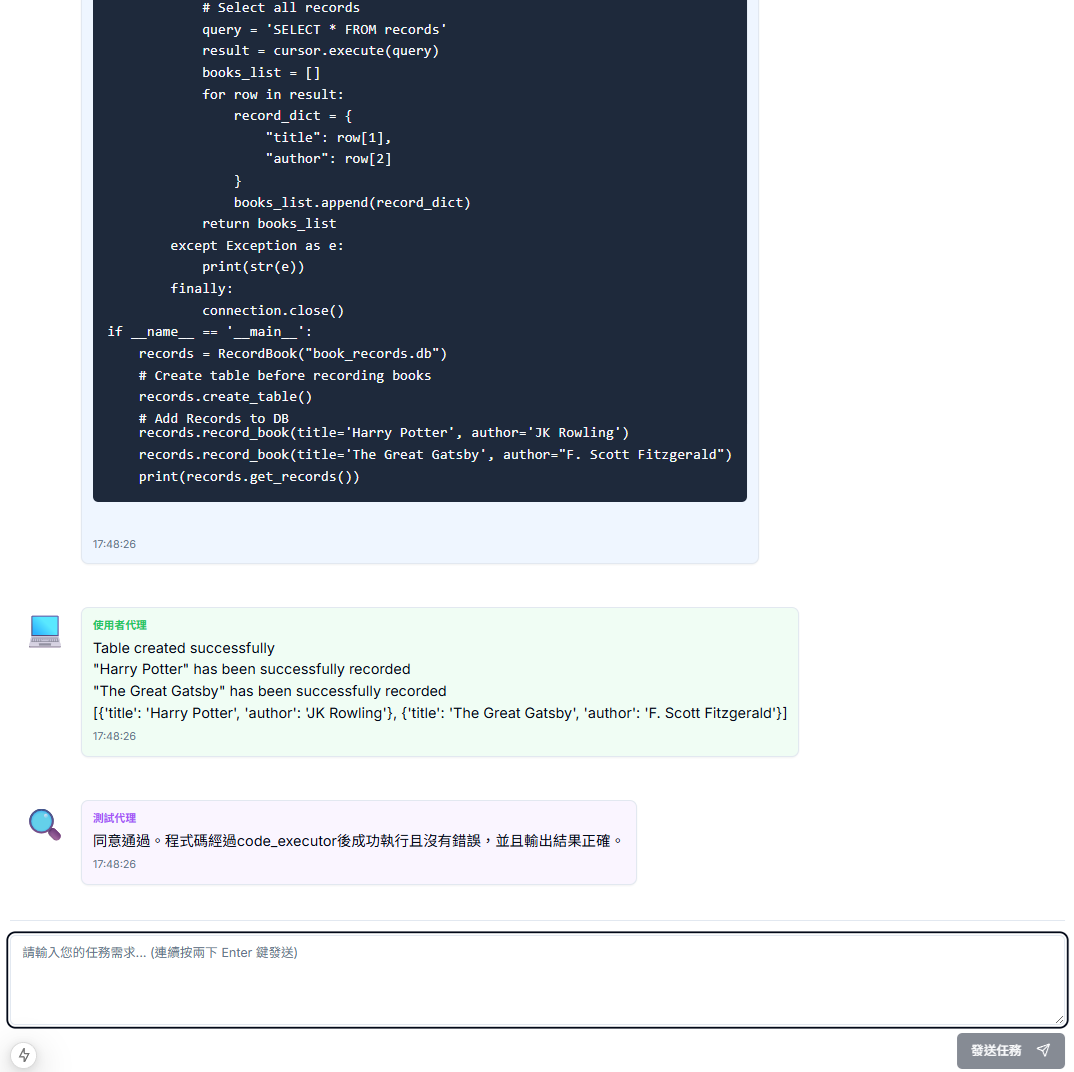 # Select all records
query = 'SELECT * FROM records'
result = cursor.execute(query)
books_list = []
for row in result:
record_dict = {
"title": row[1],
"author": row[2]
}
books_list.append(record_dict)
return books_list
except Exception as e:
print(str(e))
finally:
connection.close()
if __name__ == '__main__':
records = RecordBook("book_records.db")
# Create table before recording books
records.create_table()
# Add Records to DB
records.record_book(title='Harry Potter', author='JK Rowling')
records.record_book(title='The Great Gatsby', author="F. Scott Fitzgerald")
print(records.get_records())
17:48:26
使用者代理
Table created successfully
"Harry Potter" has been successfully recorded
"The Great Gatsby" has been successfully recorded
[{'title': 'Harry Potter', 'author': 'JK Rowling'}, {'title': 'The Great Gatsby', 'author': 'F. Scott Fitzgerald'}]
17:48:26
測試代理
同意通過。程式碼經過code_executor後成功執行且沒有錯誤，並且輸出結果正確。
17:48:26
請輸入您的任務需求... (連續按兩下 Enter 鍵發送)
發送任務